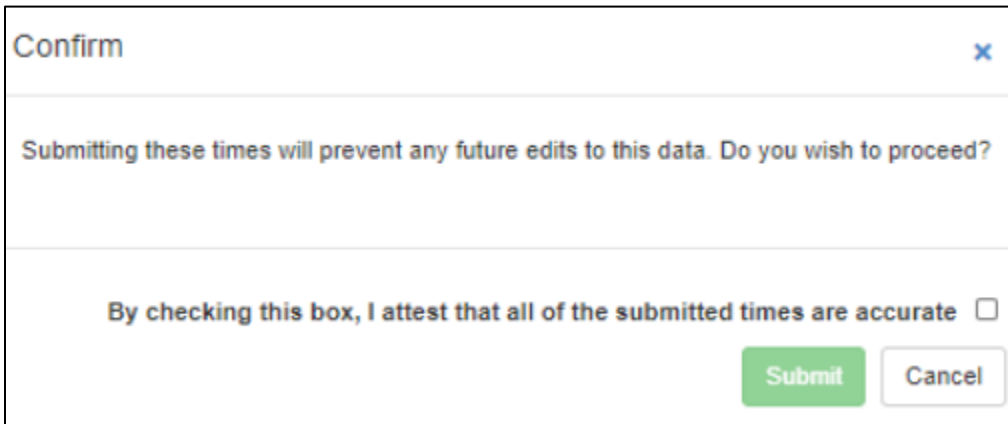 Confirm
Submitting these times will prevent any future edits to this data. Do you wish to proceed?
By checking this box, I attest that all of the submitted times are accurate
Submit Cancel